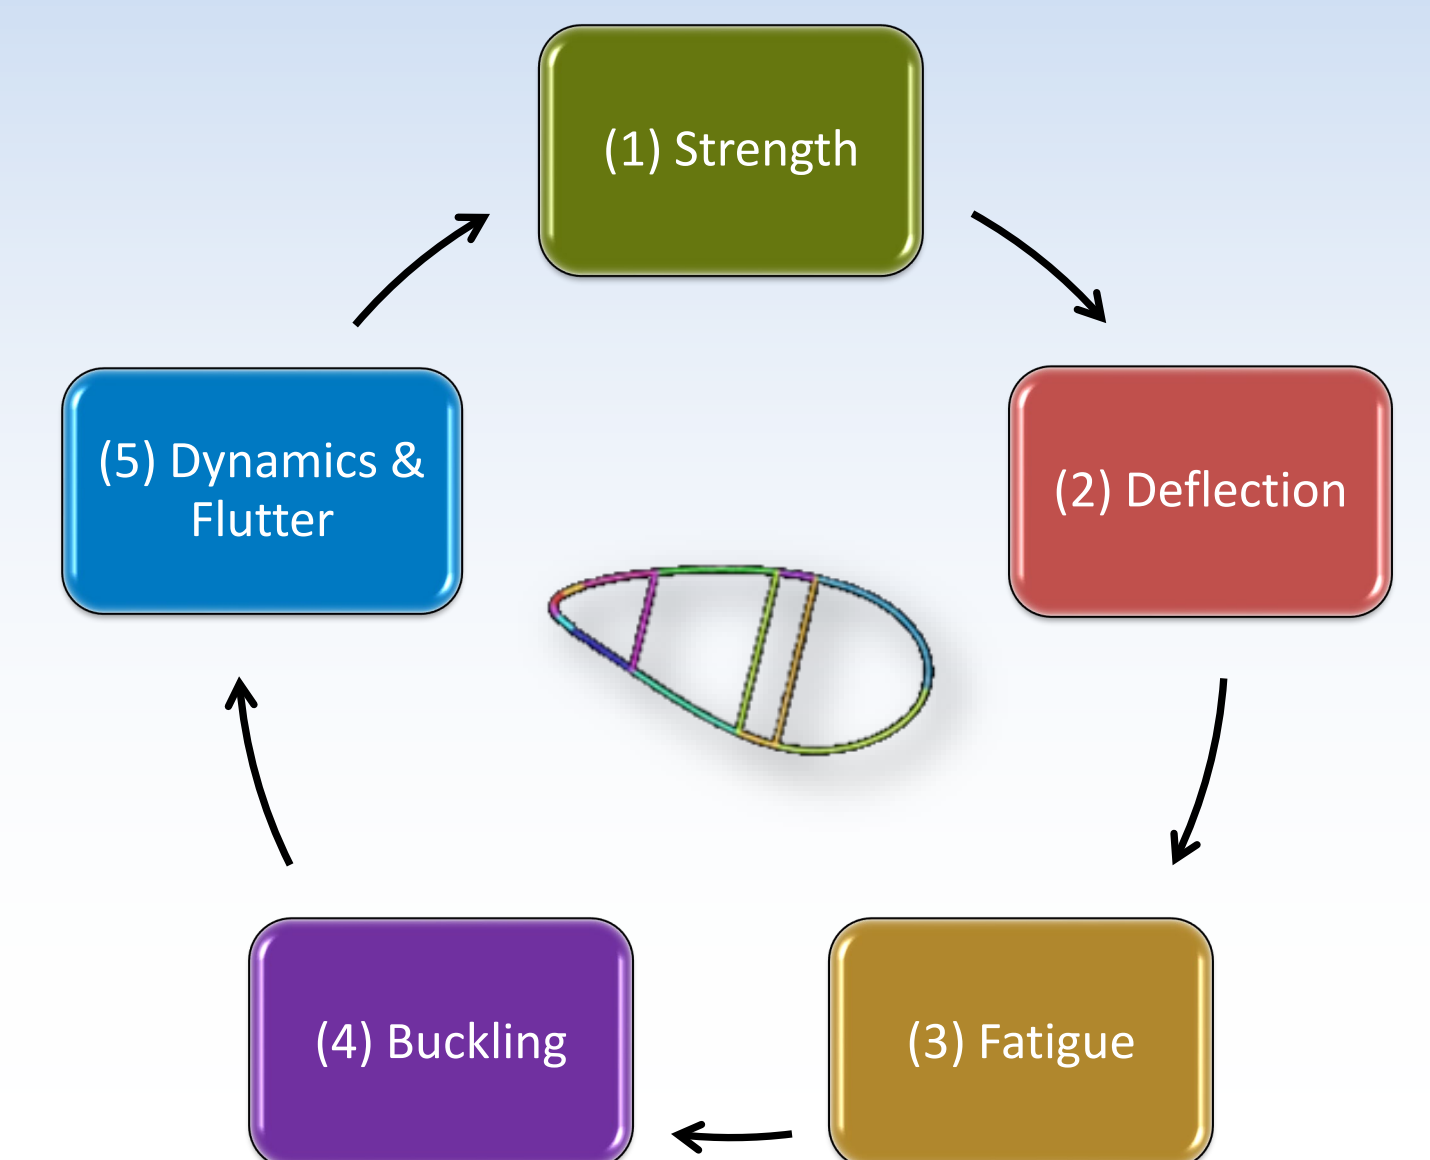 (1) Strength
(2) Deflection
(3) Fatigue
(4) Buckling
(5) Dynamics &
Flutter